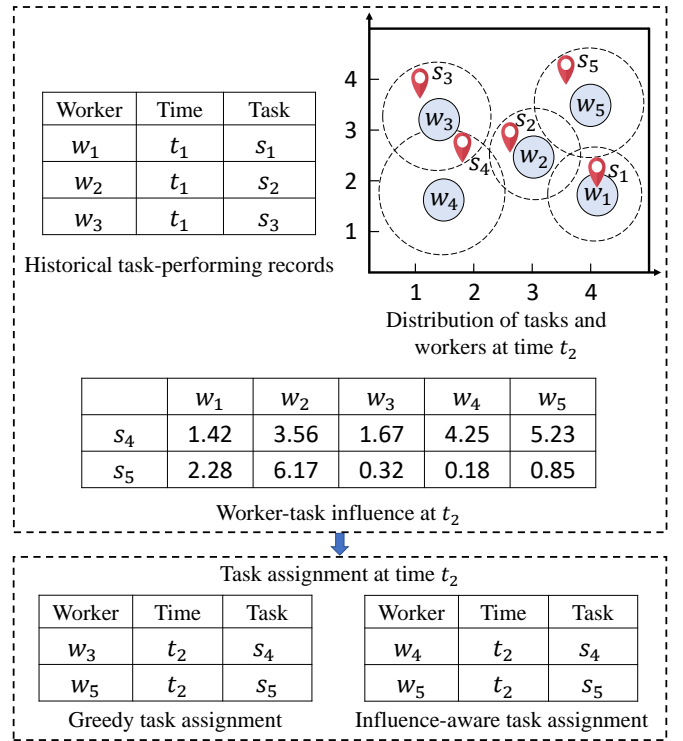 Worker Time Task
w₁ t₁ s₁
w₂ t₁ s₂
w₃ t₁ s₃
Historical task-performing records
4
3
2
1
1 2 3 4
s₃
s₅
w₃
w₅
s₂
s₄
w₂
s₁
w₄
w₁
Distribution of tasks and
workers at time t₂
w₁ w₂ w₃ w₄ w₅
s₄ 1.42 3.56 1.67 4.25 5.23
s₅ 2.28 6.17 0.32 0.18 0.85
Worker-task influence at t₂
Task assignment at time t₂
Worker Time Task
w₃ t₂ s₄
w₅ t₂ s₅
Greedy task assignment
Worker Time Task
w₄ t₂ s₄
w₅ t₂ s₅
Influence-aware task assignment